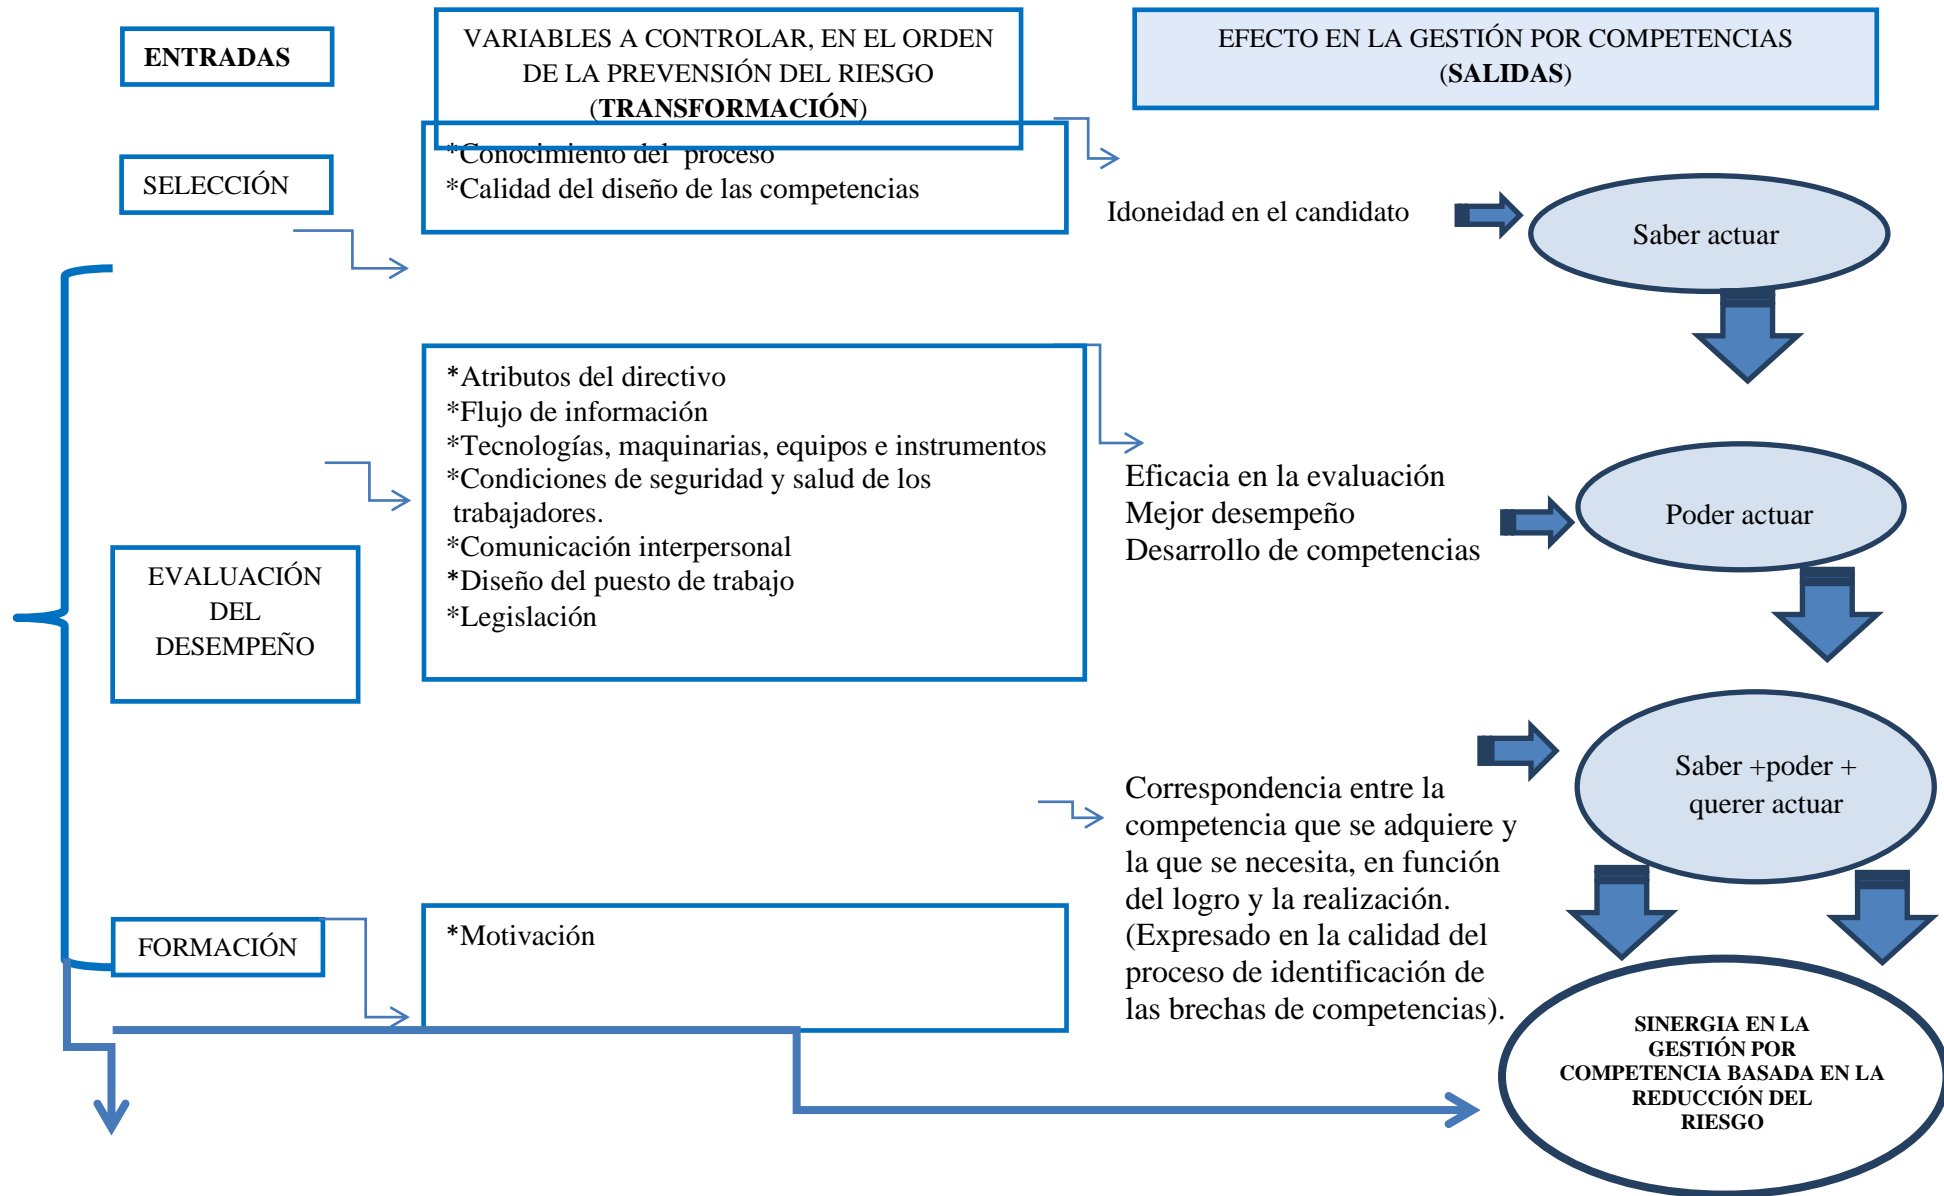 ENTRADAS
VARIABLES A CONTROLAR, EN EL ORDEN
DE LA PREVENSIÓN DEL RIESGO
(TRANSFORMACIÓN)
EFECTO EN LA GESTIÓN POR COMPETENCIAS
(SALIDAS)
SELECCIÓN
*Conocimiento del proceso
*Calidad del diseño de las competencias
Idoneidad en el candidato
Saber actuar
EVALUACIÓN
DEL
DESEMPEÑO
*Atributos del directivo
*Flujo de información
*Tecnologías, maquinarias, equipos e instrumentos
*Condiciones de seguridad y salud de los
trabajadores.
*Comunicación interpersonal
*Diseño del puesto de trabajo
*Legislación
Eficacia en la evaluación
Mejor desempeño
Desarrollo de competencias
Poder actuar
FORMACIÓN
*Motivación
Correspondencia entre la
competencia que se adquiere y
la que se necesita, en función
del logro y la realización.
(Expresado en la calidad del
proceso de identificación de
las brechas de competencias).
Saber +poder +
querer actuar
SINERGIA EN LA
GESTIÓN POR
COMPETENCIA BASADA EN LA
REDUCCIÓN DEL
RIESGO